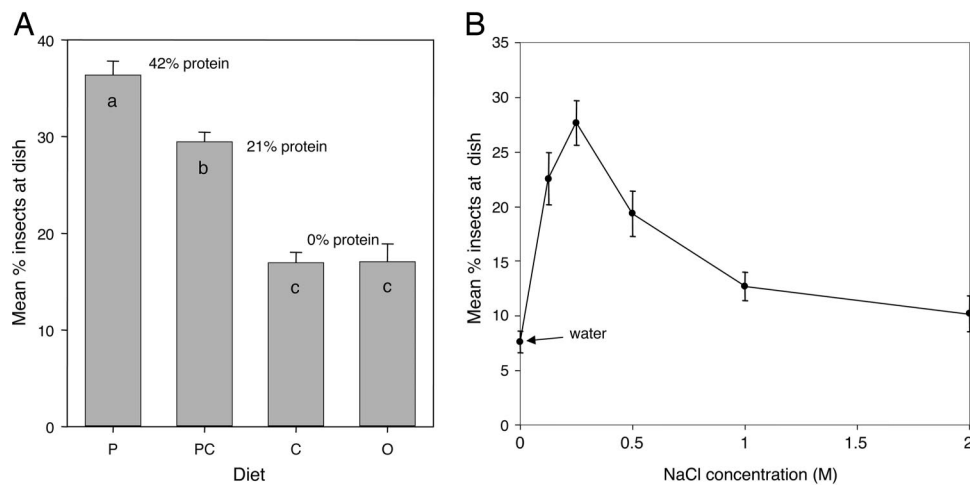 A
Mean % insects at dish
40
30
20
10
0
42% protein
21% protein
0% protein
a
b
c
c
P PC C O
Diet
B
Mean % insects at dish
35
30
25
20
15
10
5
0
water
0 0.5 1 1.5 2
NaCl concentration (M)